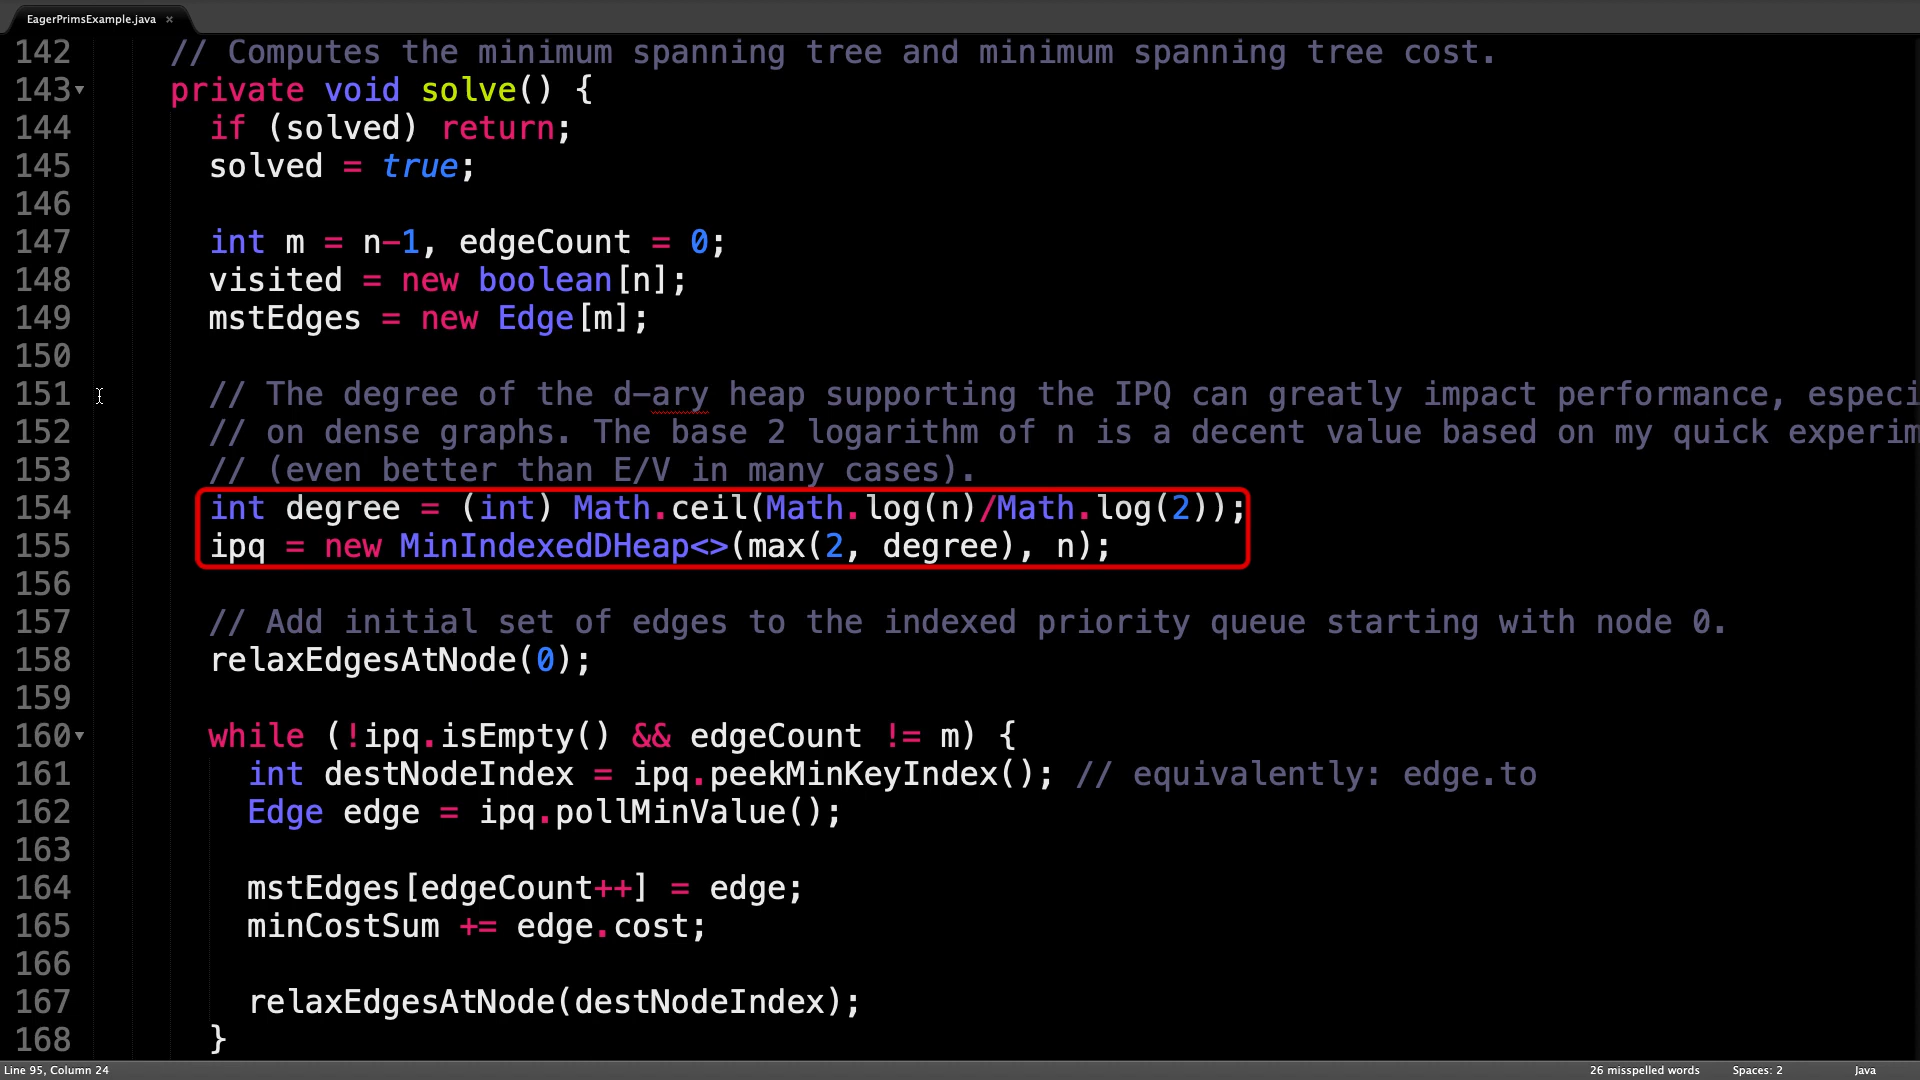 EagerPrimsExample.java ×
142 // Computes the minimum spanning tree and minimum spanning tree cost.
143 private void solve() {
144 if (solved) return;
145 solved = true;
146
147 int m = n-1, edgeCount = 0;
148 visited = new boolean[n];
149 mstEdges = new Edge[m];
150
151 // The degree of the d-ary heap supporting the IPQ can greatly impact performance, especi
152 // on dense graphs. The base 2 logarithm of n is a decent value based on my quick experim
153 // (even better than E/V in many cases).
154 int degree = (int) Math.ceil(Math.log(n)/Math.log(2));
155 ipq = new MinIndexedDHeap<>(max(2, degree), n);
156
157 // Add initial set of edges to the indexed priority queue starting with node 0.
158 relaxEdgesAtNode(0);
159
160 while (!ipq.isEmpty() && edgeCount != m) {
161 int destNodeIndex = ipq.peekMinKeyIndex(); // equivalently: edge.to
162 Edge edge = ipq.pollMinValue();
163
164 mstEdges[edgeCount++] = edge;
165 minCostSum += edge.cost;
166
167 relaxEdgesAtNode(destNodeIndex);
168 }
Line 95, Column 24 26 misspelled words Spaces: 2 Java